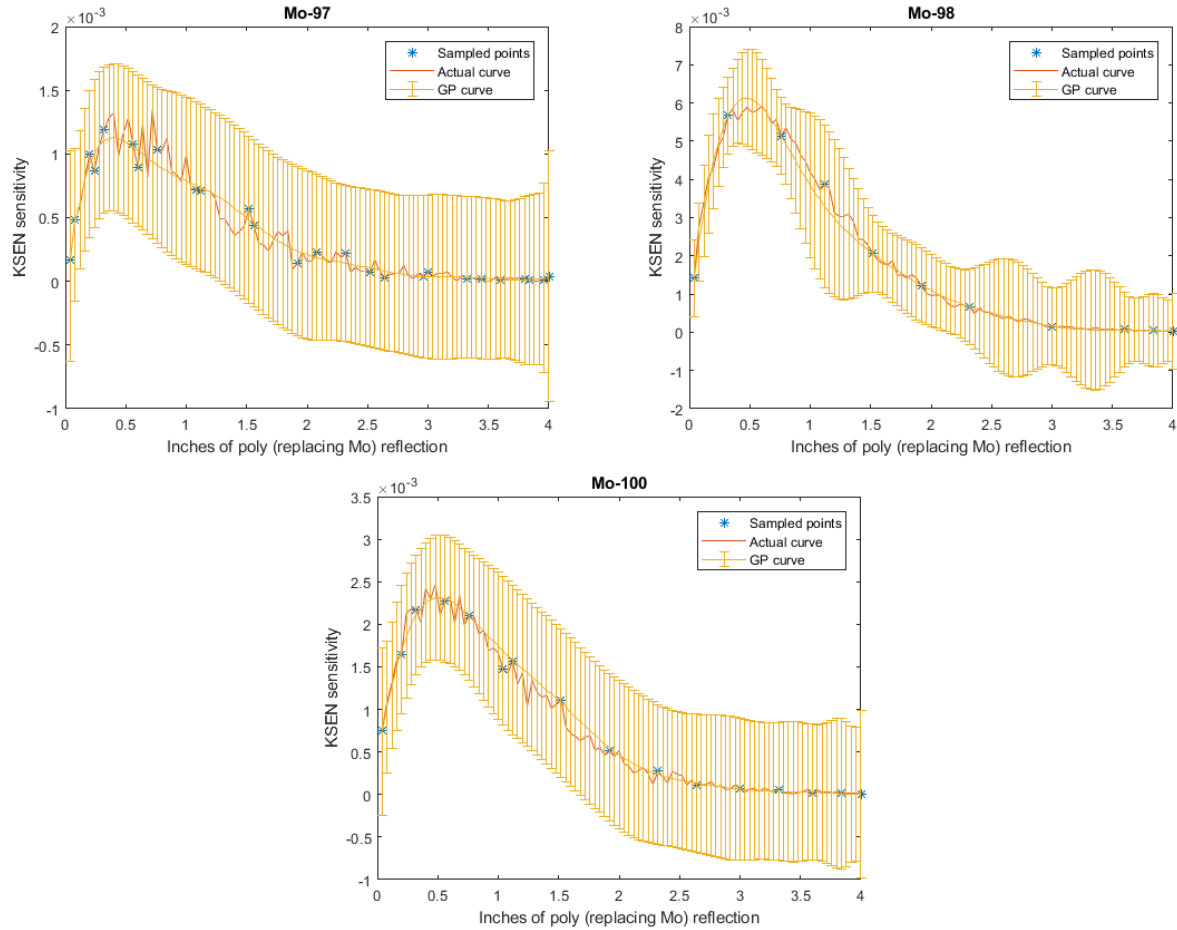 Mo-97
×10⁻³
2
1.5
1
0.5
0
-0.5
-1
KSEN sensitivity
Sampled points
Actual curve
GP curve
0 0.5 1 1.5 2 2.5 3 3.5 4
Inches of poly (replacing Mo) reflection
Mo-98
×10⁻³
8
7
6
5
4
3
2
1
0
-1
-2
KSEN sensitivity
Sampled points
Actual curve
GP curve
0 0.5 1 1.5 2 2.5 3 3.5 4
Inches of poly (replacing Mo) reflection
Mo-100
×10⁻³
3.5
3
2.5
2
1.5
1
0.5
0
-0.5
-1
KSEN sensitivity
Sampled points
Actual curve
GP curve
0 0.5 1 1.5 2 2.5 3 3.5 4
Inches of poly (replacing Mo) reflection